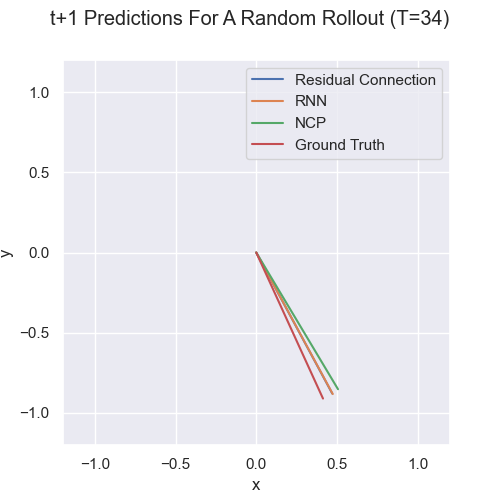 t+1 Predictions For A Random Rollout (T=34)
Residual Connection
RNN
NCP
Ground Truth
1.0
0.5
0.0
−0.5
−1.0
y
−1.0 −0.5 0.0 0.5 1.0
x